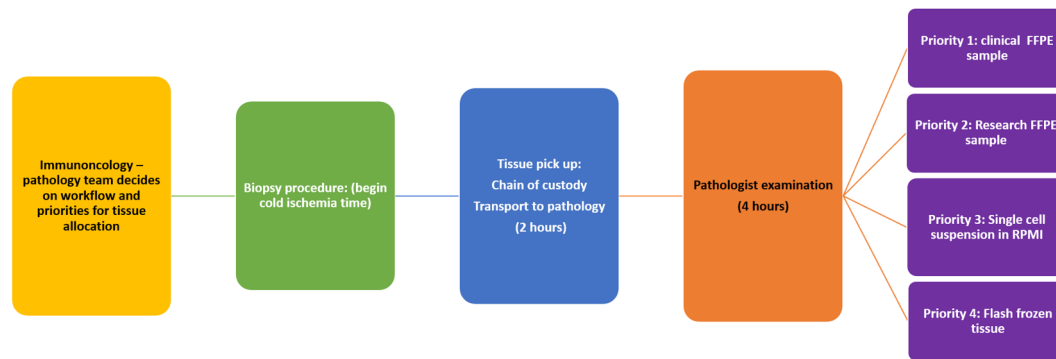 Immunoncology –
pathology team decides
on workflow and
priorities for tissue
allocation
Biopsy procedure: (begin
cold ischemia time)
Tissue pick up:
Chain of custody
Transport to pathology
(2 hours)
Pathologist examination
(4 hours)
Priority 1: clinical FFPE
sample
Priority 2: Research FFPE
sample
Priority 3: Single cell
suspension in RPMI
Priority 4: Flash frozen
tissue